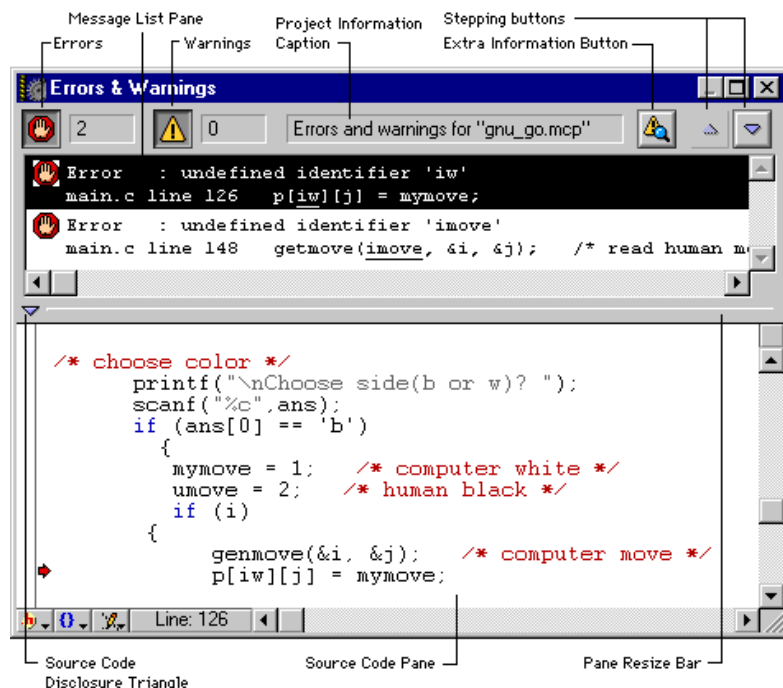 Message List Pane
Project Information Caption
Stepping buttons
Errors
Warnings
Extra Information Button
Errors & Warnings
2
0
Errors and warnings for "gnu_go.mcp"
Error   : undefined identifier 'iw'
main.c line 126   p[iw][j] = mymove;
Error   : undefined identifier 'imove'
main.c line 148   getmove(imove, &i, &j);   /* read human m
/* choose color */
printf("\nChoose side(b or w)? ");
scanf("%c",ans);
if (ans[0] == 'b')
{
mymove = 1;   /* computer white */
umove = 2;   /* human black */
if (i)
{
genmove(&i, &j);   /* computer move */
p[iw][j] = mymove;
h
{}
Line: 126
Source Code Disclosure Triangle
Source Code Pane
Pane Resize Bar